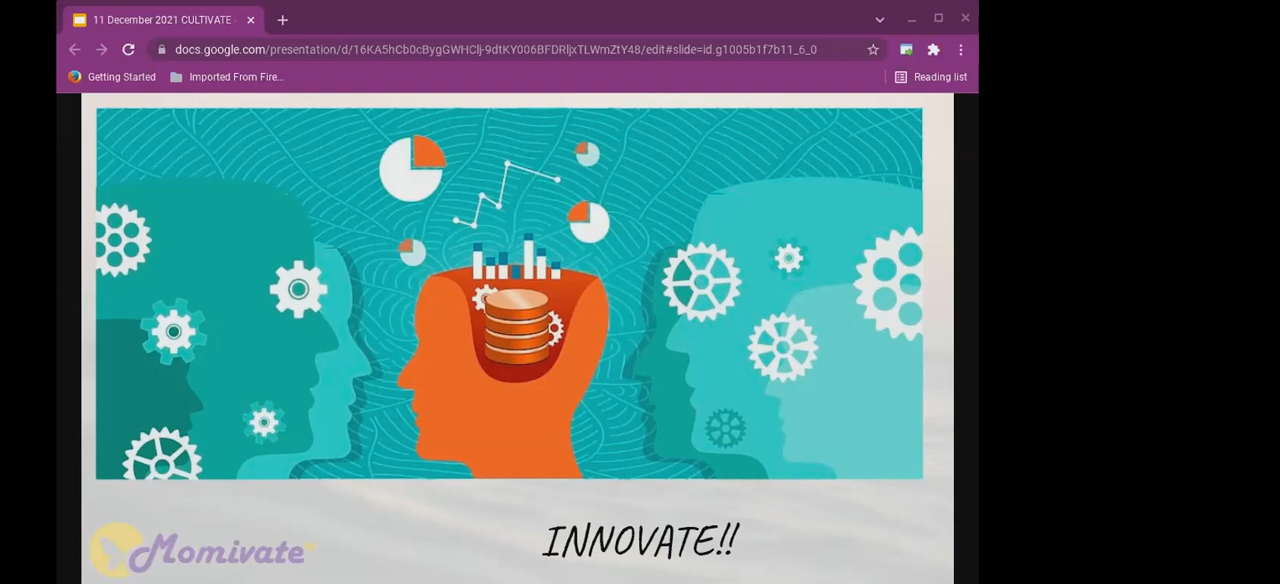 11 December 2021 CULTIVATE
docs.google.com/presentation/d/16KA5hCb0cBygGWHClj-9dtKY006BFDRljxTLWmZtY48/edit#slide=id.g1005b1f7b11_6_0
Getting Started
Imported From Fire...
Reading list
Momivate
INNOVATE!!